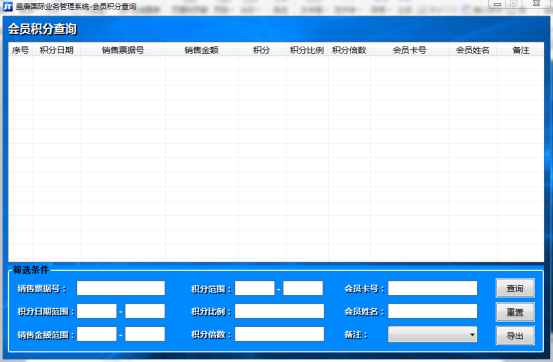 JT 盛唐国际业务管理系统-会员积分查询
会员积分查询
序号 积分日期 销售票据号 销售金额 积分 积分比例 积分倍数 会员卡号 会员姓名 备注
筛选条件
销售票据号： 积分范围： - 会员卡号： 查询
积分日期范围： - 积分比例： 会员姓名： 重置
销售金额范围： - 积分倍数： 备注： 导出